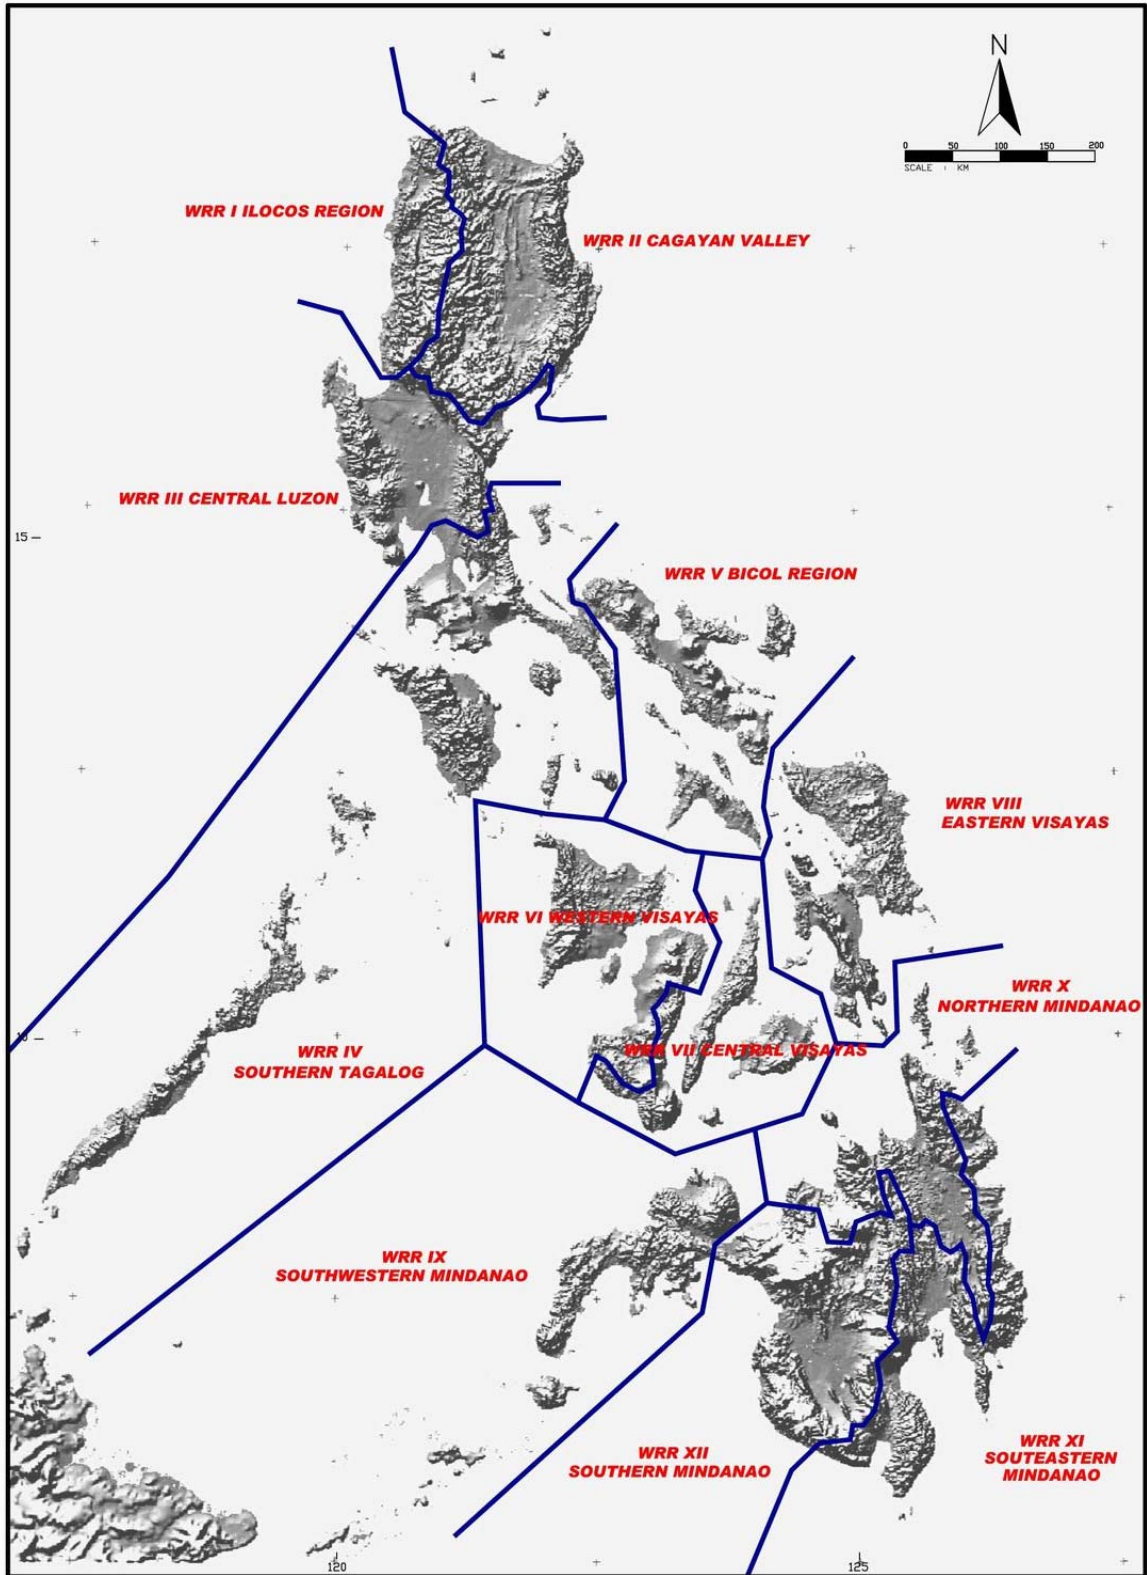 N
0 50 100 150 200
SCALE : KM
WRR I ILOCOS REGION
WRR II CAGAYAN VALLEY
WRR III CENTRAL LUZON
15
WRR V BICOL REGION
WRR VIII
EASTERN VISAYAS
WRR VI WESTERN VISAYAS
WRR X
NORTHERN MINDANAO
10
WRR IV
SOUTHERN TAGALOG
WRR VII CENTRAL VISAYAS
WRR IX
SOUTHWESTERN MINDANAO
WRR XII
SOUTHERN MINDANAO
WRR XI
SOUTEASTERN
MINDANAO
120
125